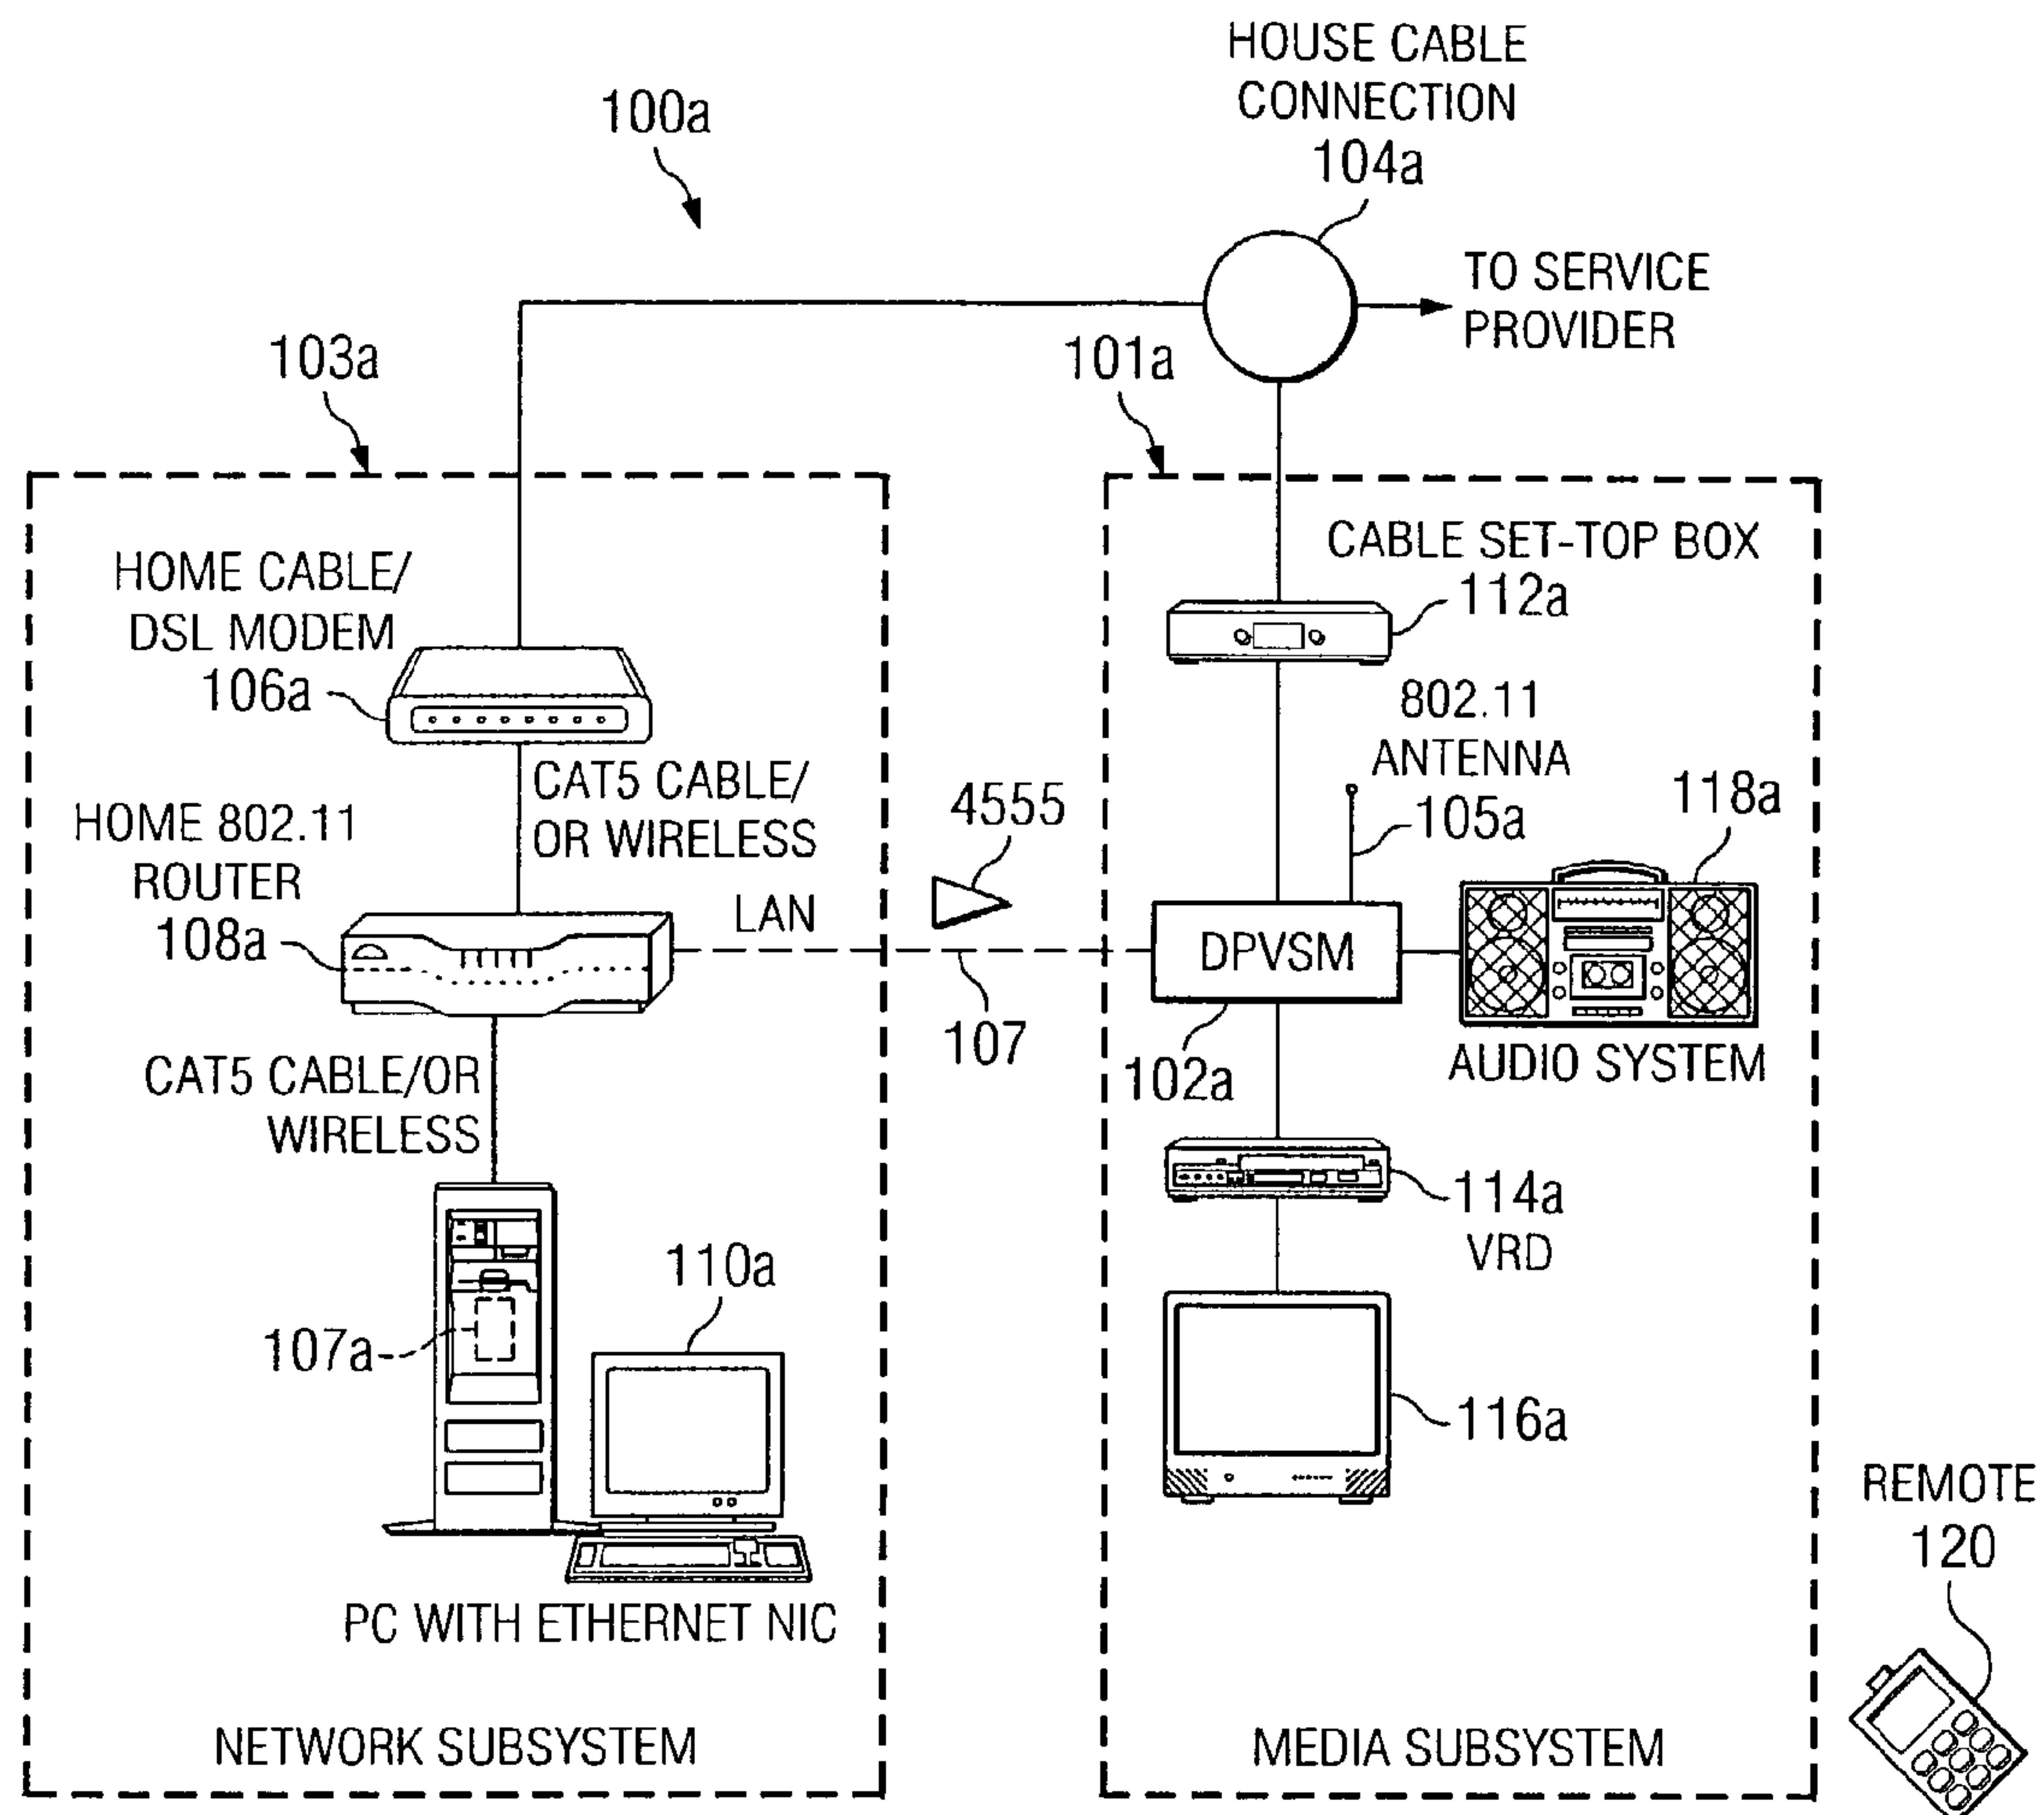 HOUSE CABLE
CONNECTION
104a
100a
TO SERVICE
PROVIDER
103a
101a
HOME CABLE/
DSL MODEM
106a
CABLE SET-TOP BOX
112a
802.11
ANTENNA
105a
CAT5 CABLE/
OR WIRELESS
4555
118a
HOME 802.11
ROUTER
108a
LAN
DPVSM
107
102a
AUDIO SYSTEM
CAT5 CABLE/OR
WIRELESS
114a
VRD
110a
107a
116a
REMOTE
120
PC WITH ETHERNET NIC
NETWORK SUBSYSTEM
MEDIA SUBSYSTEM